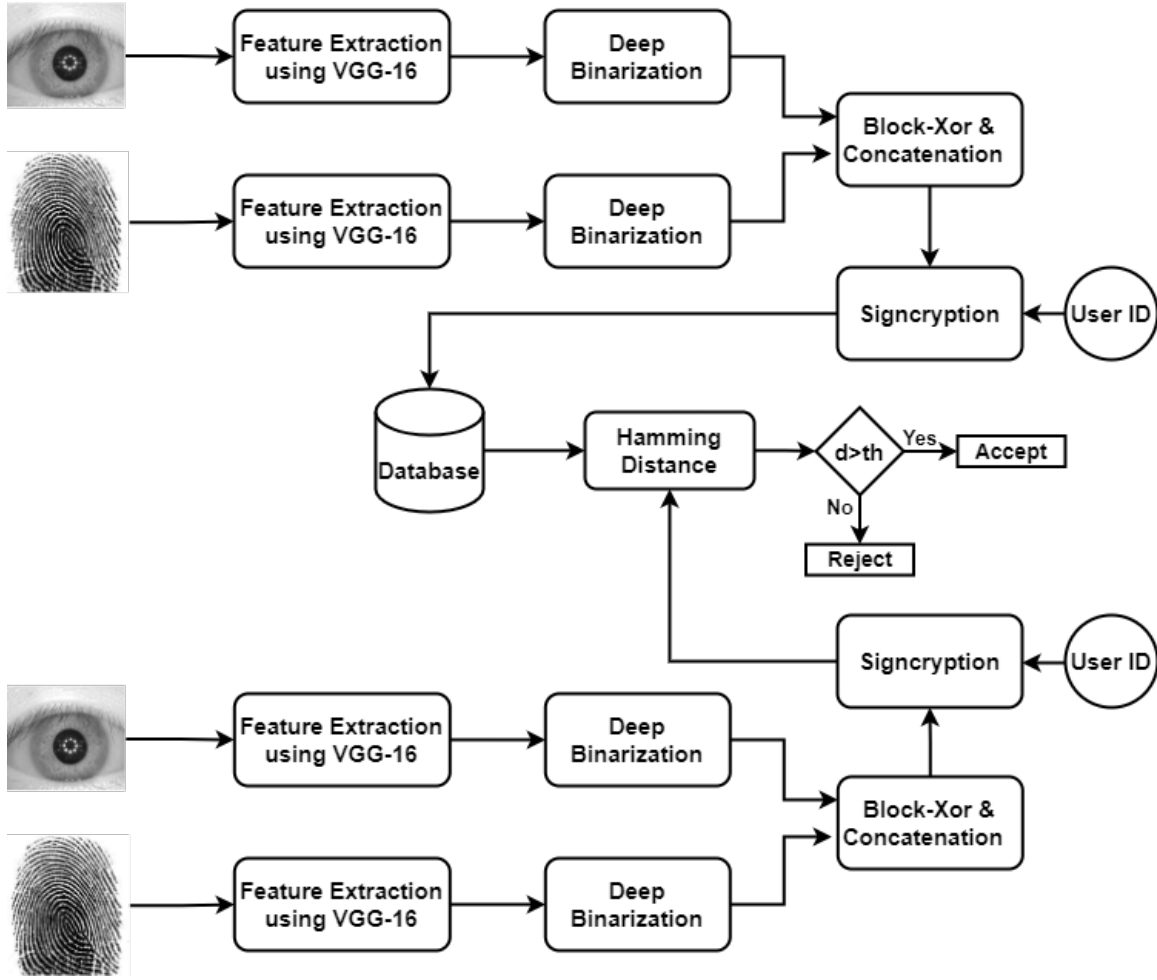 Feature Extraction
using VGG-16
Deep
Binarization
Block-Xor &
Concatenation
Feature Extraction
using VGG-16
Deep
Binarization
Signcryption
User ID
Database
Hamming
Distance
d>th
Yes
Accept
No
Reject
Signcryption
User ID
Feature Extraction
using VGG-16
Deep
Binarization
Block-Xor &
Concatenation
Feature Extraction
using VGG-16
Deep
Binarization